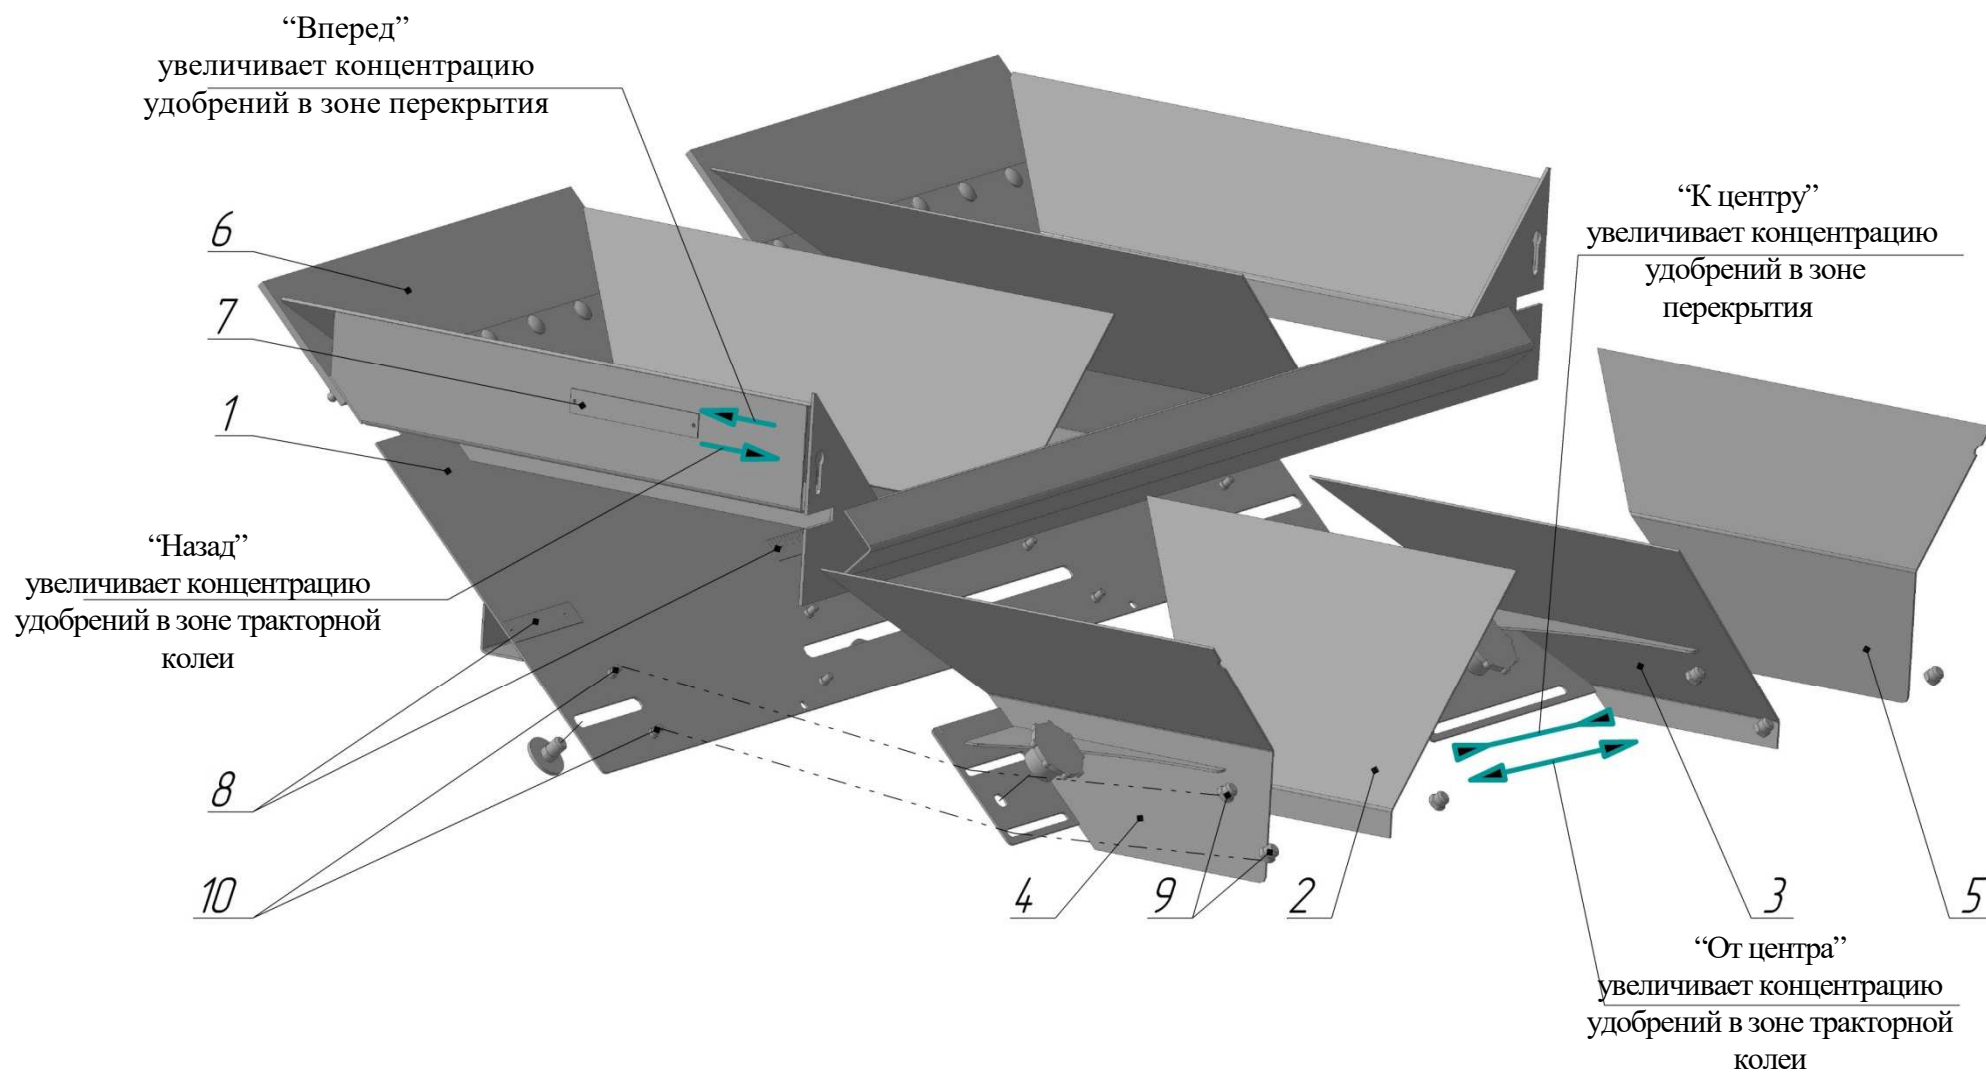 “Вперед”
увеличивает концентрацию
удобрений в зоне перекрытия
“К центру”
увеличивает концентрацию
удобрений в зоне
перекрытия
6
7
1
“Назад”
увеличивает концентрацию
удобрений в зоне тракторной
колеи
8
10
4
9
2
3
5
“От центра”
увеличивает концентрацию
удобрений в зоне тракторной
колеи